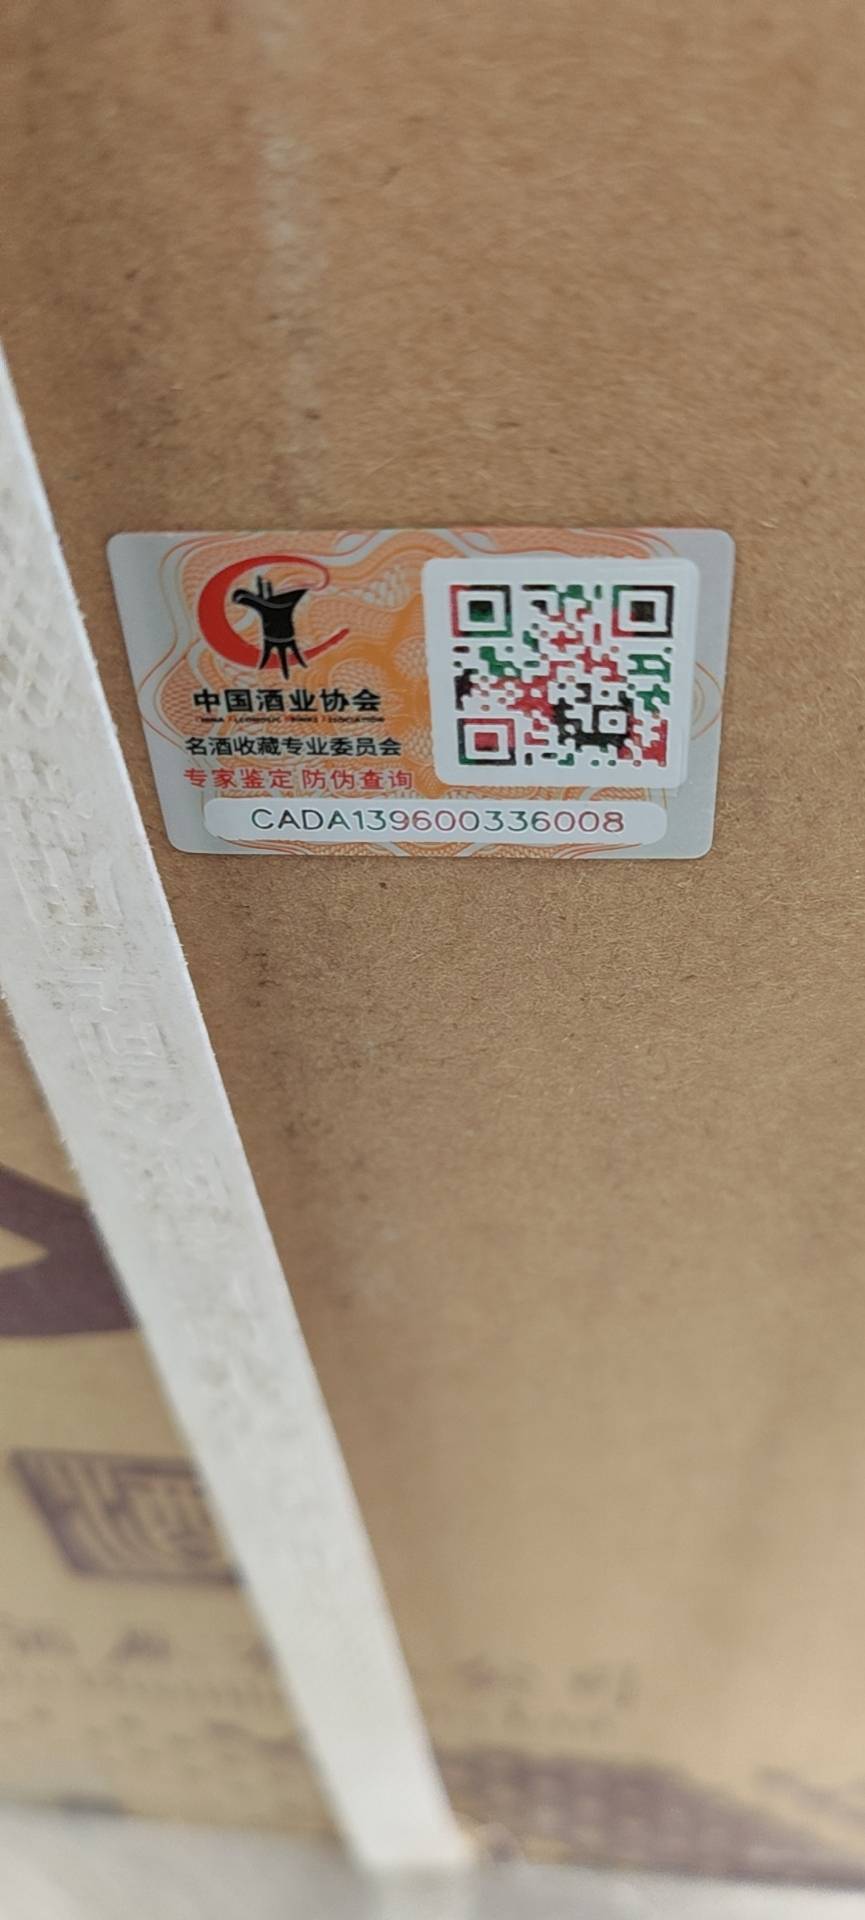 中国酒业协会
名酒收藏专业委员会
专家鉴定 防伪查询
CADA139600336008